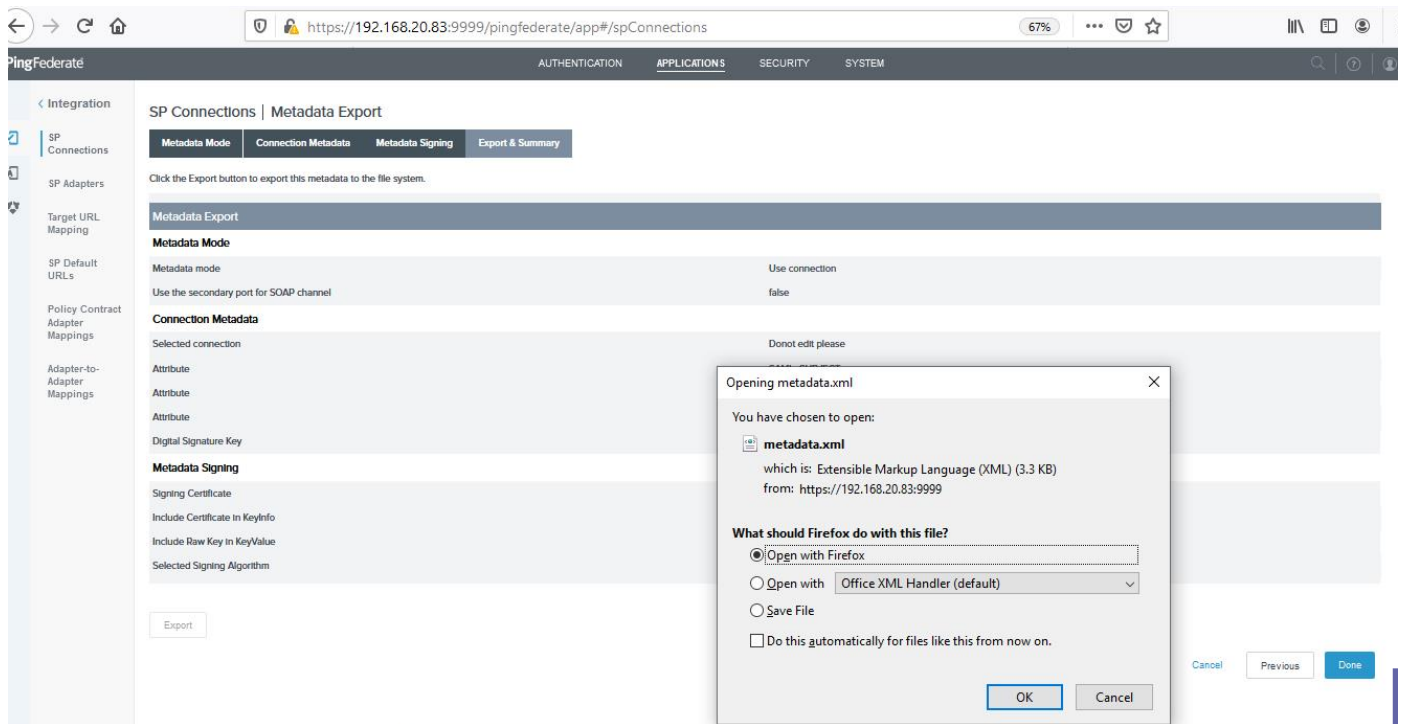 https://192.168.20.83:9999/pingfederate/app#/spConnections
67%
PingFederate
AUTHENTICATION
APPLICATIONS
SECURITY
SYSTEM
Integration
SP
Connections
SP Adapters
Target URL
Mapping
SP Default
URLs
Policy Contract
Adapter
Mappings
Adapter-to-
Adapter
Mappings
SP Connections | Metadata Export
Metadata Mode
Connection Metadata
Metadata Signing
Export & Summary
Click the Export button to export this metadata to the file system.
Metadata Export
Metadata Mode
Metadata mode
Use connection
Use the secondary port for SOAP channel
false
Connection Metadata
Selected connection
Donot edit please
Attribute
Attribute
Attribute
Digital Signature Key
Metadata Signing
Signing Certificate
Include Certificate in KeyInfo
Include Raw Key in KeyValue
Selected Signing Algorithm
Export
Opening metadata.xml
You have chosen to open:
metadata.xml
which is: Extensible Markup Language (XML) (3.3 KB)
from: https://192.168.20.83:9999
What should Firefox do with this file?
Open with Firefox
Open with
Office XML Handler (default)
Save File
Do this automatically for files like this from now on.
OK
Cancel
Cancel
Previous
Done